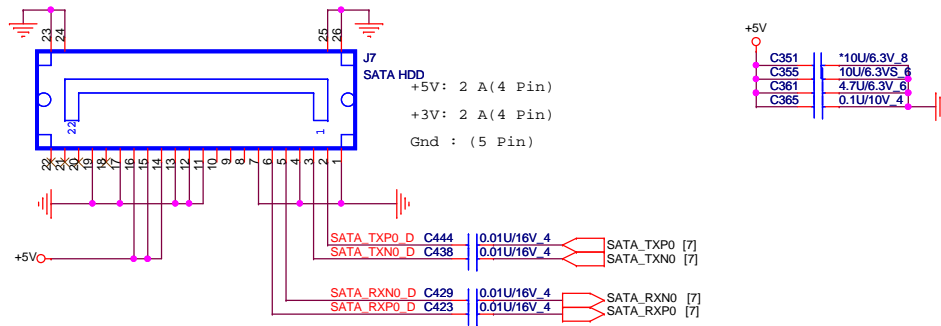 23
24
25
26
J7
SATA HDD
+5V: 2 A(4 Pin)
+3V: 2 A(4 Pin)
Gnd : (5 Pin)
22
1
22
21
20
19
18
17
16
15
14
13
12
11
10
9
8
7
6
5
4
3
2
1
+5V
C351 *10U/6.3V_8
C355 10U/6.3VS_6
C361 4.7U/6.3V_6
C365 0.1U/10V_4
+5V
SATA_TXP0_D C444 0.01U/16V_4 SATA_TXP0 [7]
SATA_TXN0_D C438 0.01U/16V_4 SATA_TXN0 [7]
SATA_RXN0_D C429 0.01U/16V_4 SATA_RXN0 [7]
SATA_RXP0_D C423 0.01U/16V_4 SATA_RXP0 [7]